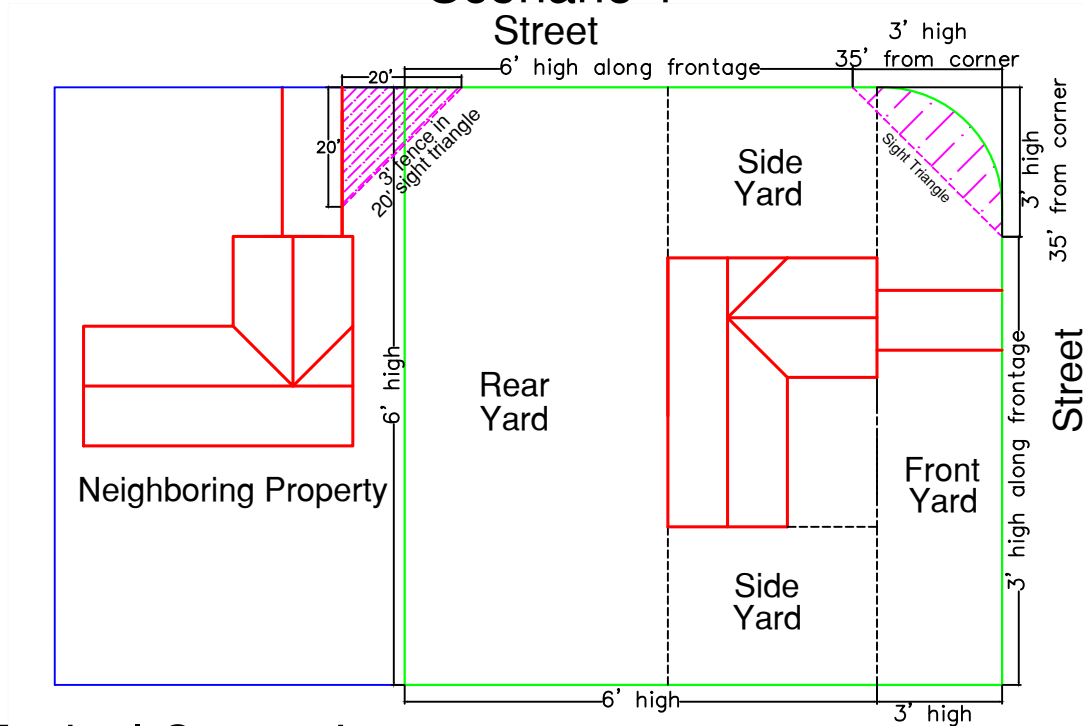 Street
3' high
35' from corner
6' high along frontage
20'
20'
3' fence in
20' sight triangle
Sight Triangle
3' high
35' from corner
Side
Yard
6' high
Rear
Yard
3' high along frontage
Street
Neighboring Property
Front
Yard
Side
Yard
6' high
3' high